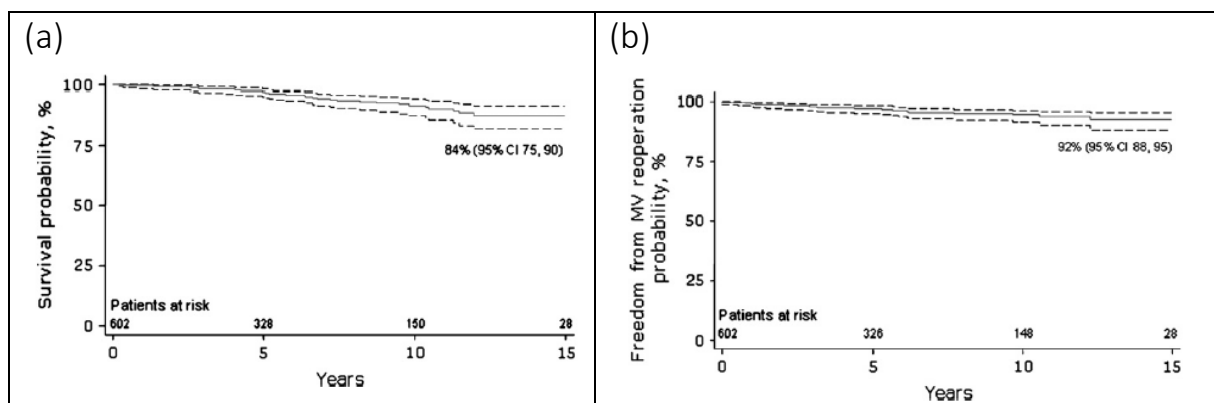 (a)
Survival probability, %
100
75
50
25
0
84% (95% CI 75, 90)
Patients at risk
602 328 150 28
0 5 10 15
Years
(b)
Freedom from MV reoperation
probability, %
100
75
50
25
0
92% (95% CI 88, 95)
Patients at risk
602 326 148 28
0 5 10 15
Years